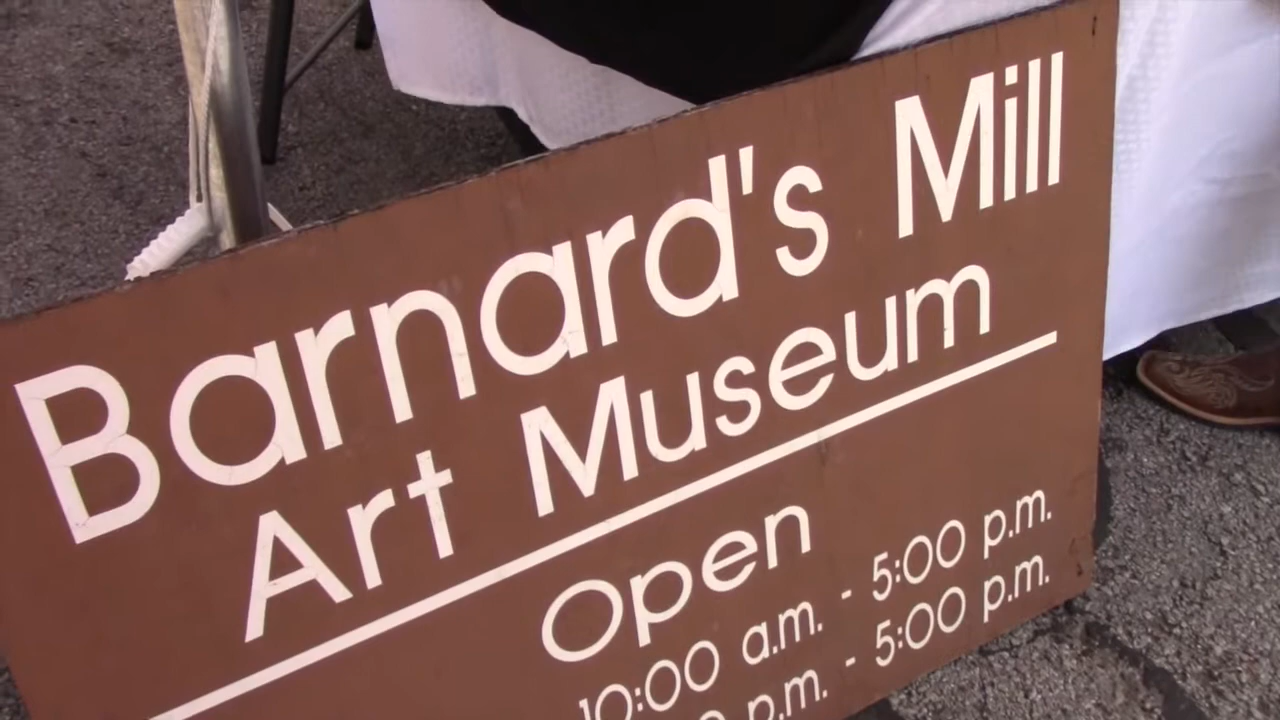 Barnard's Mill
Art Museum
Open
10:00 a.m. - 5:00 p.m.
p.m. - 5:00 p.m.